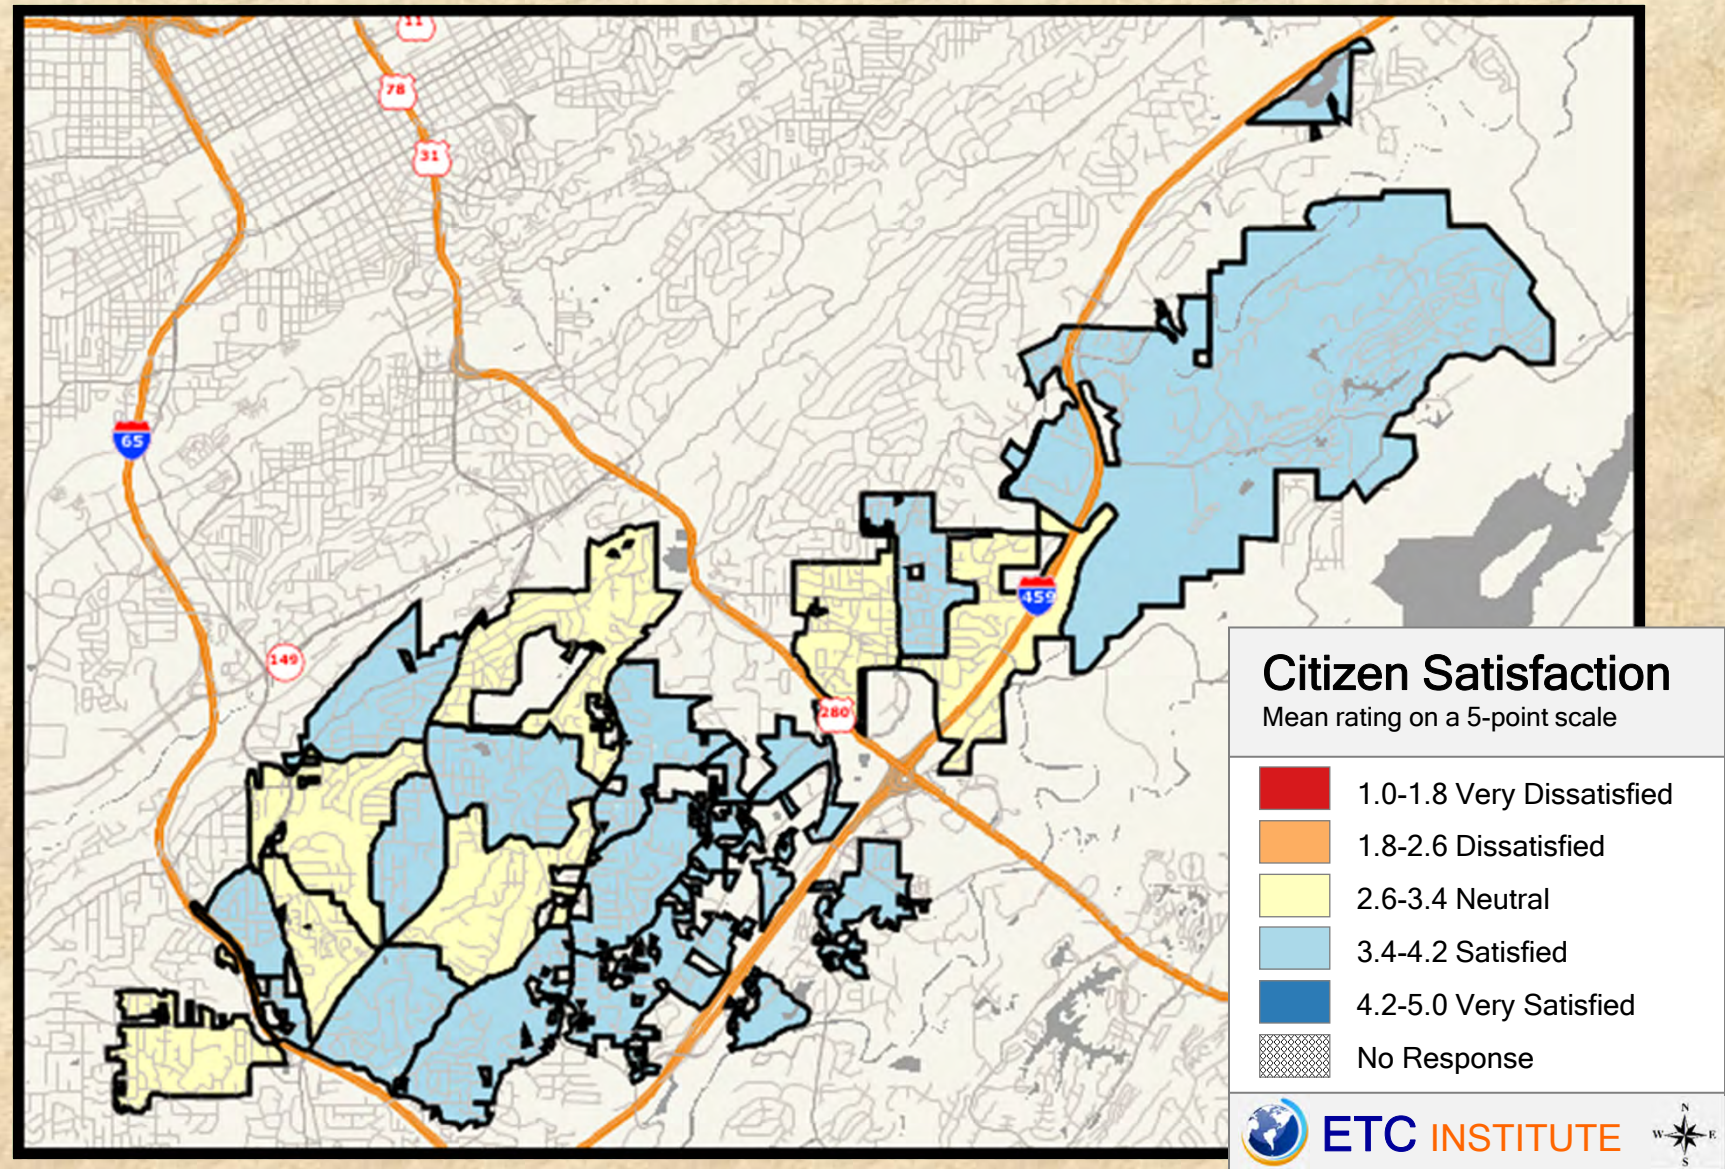 11
78
31
65
149
459
280
Citizen Satisfaction
Mean rating on a 5-point scale
1.0-1.8 Very Dissatisfied
1.8-2.6 Dissatisfied
2.6-3.4 Neutral
3.4-4.2 Satisfied
4.2-5.0 Very Satisfied
No Response
ETC INSTITUTE
N
W E
S